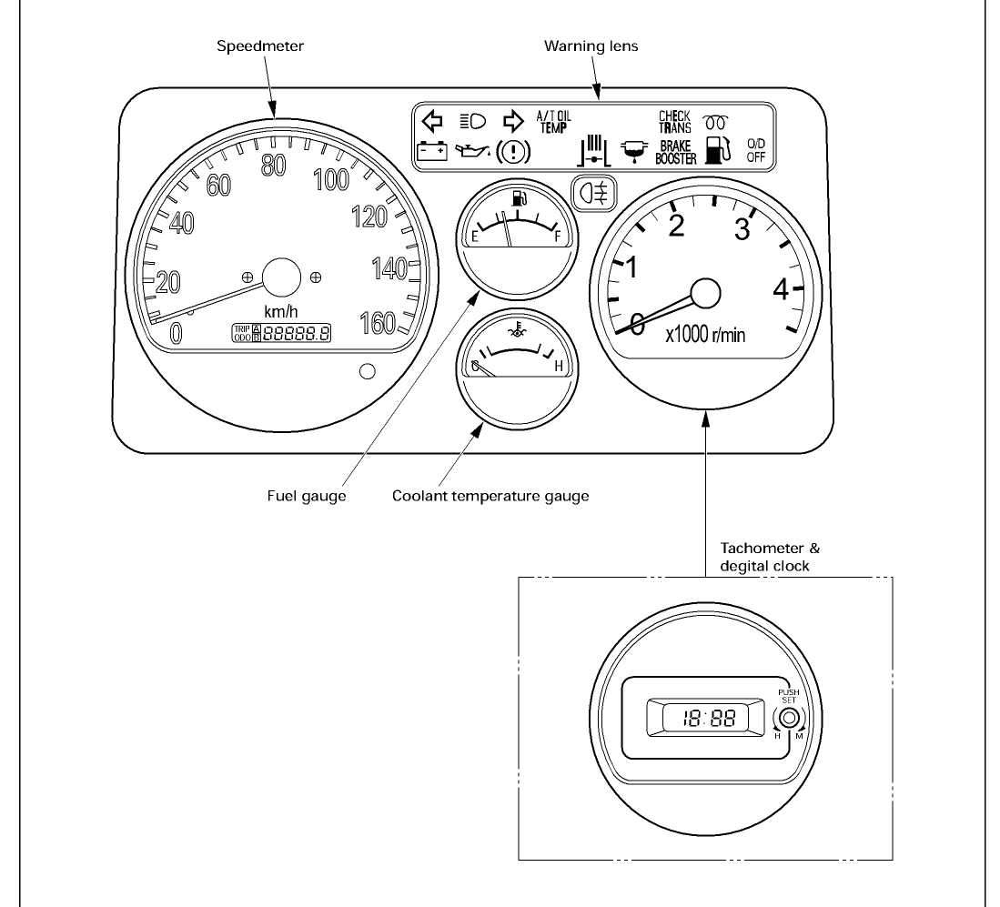 Speedmeter
Warning lens
A/T OIL
TEMP
CHECK
TRANS
BRAKE
BOOSTER
O/D
OFF
0
20
40
60
80
100
120
140
160
km/h
TRIP A
ODO B
00000.0
E
F
C
H
0
1
2
3
4
x1000 r/min
Fuel gauge
Coolant temperature gauge
Tachometer &
degital clock
PUSH
SET
18:88
H
M